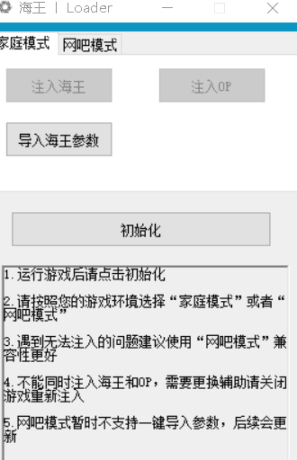 海王 | Loader
家庭模式 网吧模式
注入海王 注入OP
导入海王参数
初始化
1.运行游戏后请点击初始化
2.请按照您的游戏环境选择“家庭模式”或者“
网吧模式”
3.遇到无法注入的问题建议使用“网吧模式”兼
容性更好
4.不能同时注入海王和OP，需要更换辅助请关闭
游戏重新注入
5.网吧模式暂时不支持一键导入参数，后续会更
新